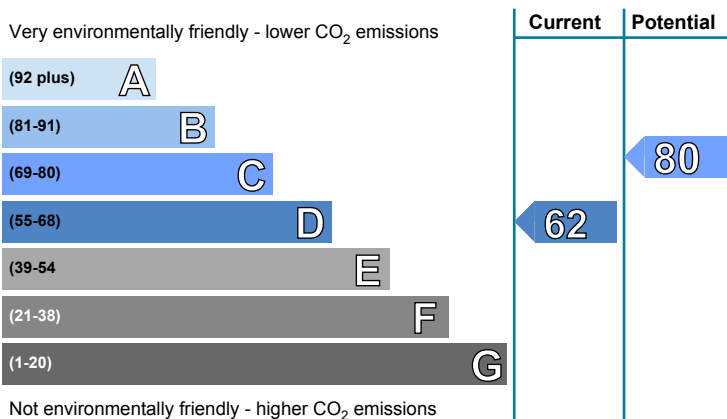 Very environmentally friendly - lower CO2 emissions
Current
Potential
(92 plus) A
(81-91) B
(69-80) C
80
(55-68) D
62
(39-54 E
(21-38) F
(1-20) G
Not environmentally friendly - higher CO2 emissions